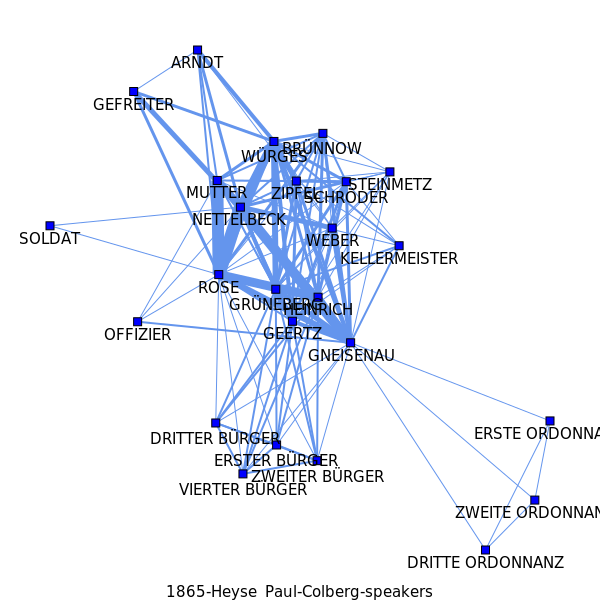 ARNDT
GEFREITER
BRÜNNOW
WÜRGES
STEINMETZ
MUTTER
ZIPFEL
SCHRÖDER
NETTELBECK
SOLDAT
WEBER
KELLERMEISTER
ROSE
GRÜNEBERG
HEINRICH
OFFIZIER
GEERTZ
GNEISENAU
ERSTE ORDONNA
DRITTER BÜRGER
ERSTER BÜRGER
ZWEITER BÜRGER
VIERTER BÜRGER
ZWEITE ORDONNAN
DRITTE ORDONNANZ
1865-Heyse_Paul-Colberg-speakers